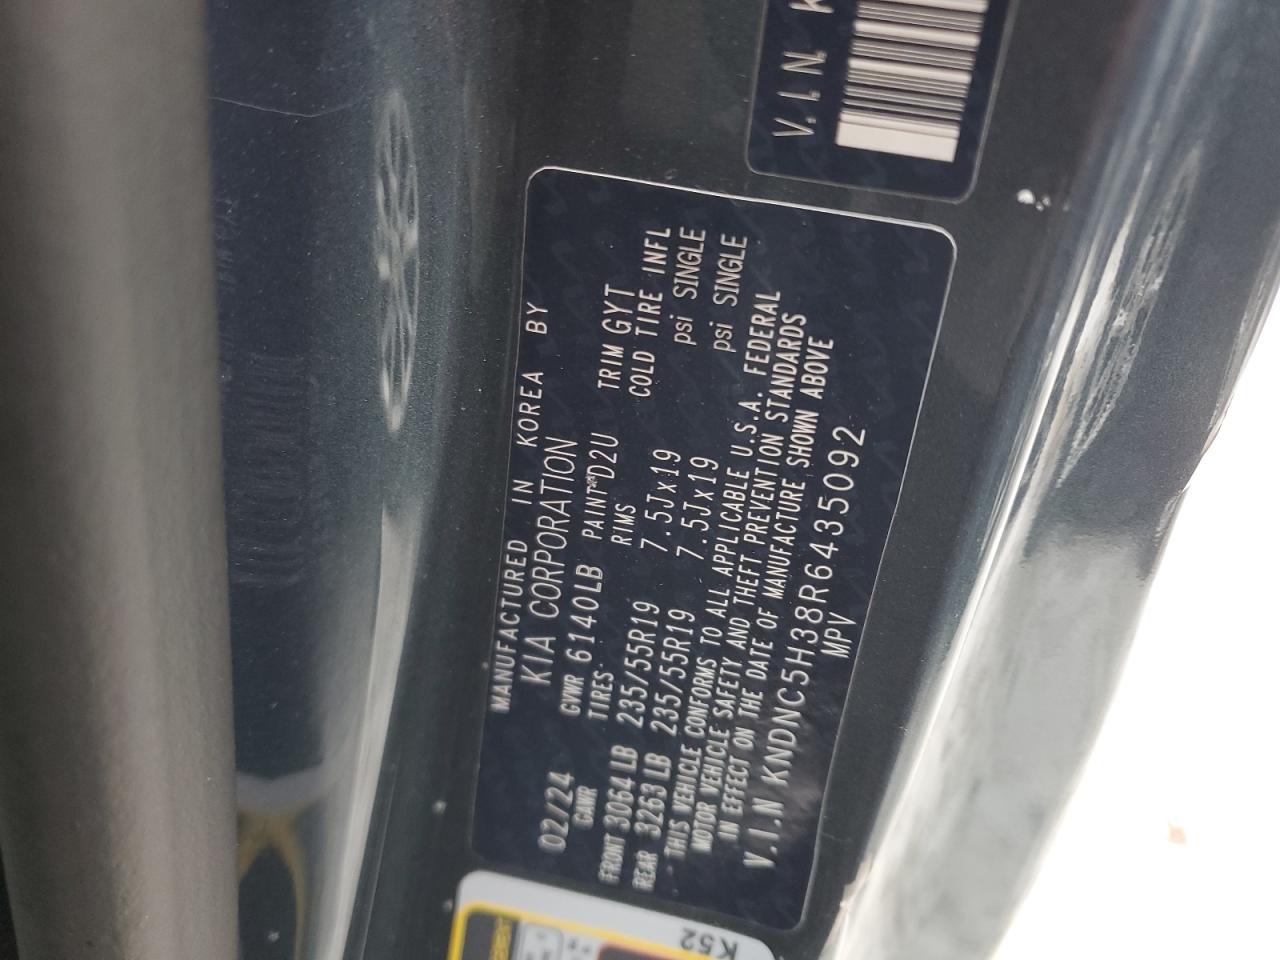 MANUFACTURED IN KOREA BY
KIA CORPORATION
02/24 GVWR 6140LB PAINT D2U TRIM GYT
GAWR TIRES RIMS COLD TIRE INFL
FRONT 3064 LB 235/55R19 7.5Jx19 psi SINGLE
REAR 3263 LB 235/55R19 7.5Jx19 psi SINGLE
THIS VEHICLE CONFORMS TO ALL APPLICABLE U.S.A. FEDERAL
MOTOR VEHICLE SAFETY AND THEFT PREVENTION STANDARDS
IN EFFECT ON THE DATE OF MANUFACTURE SHOWN ABOVE
V.I.N KNDNC5H38R6435092
MPV
V.I.N. K
K52